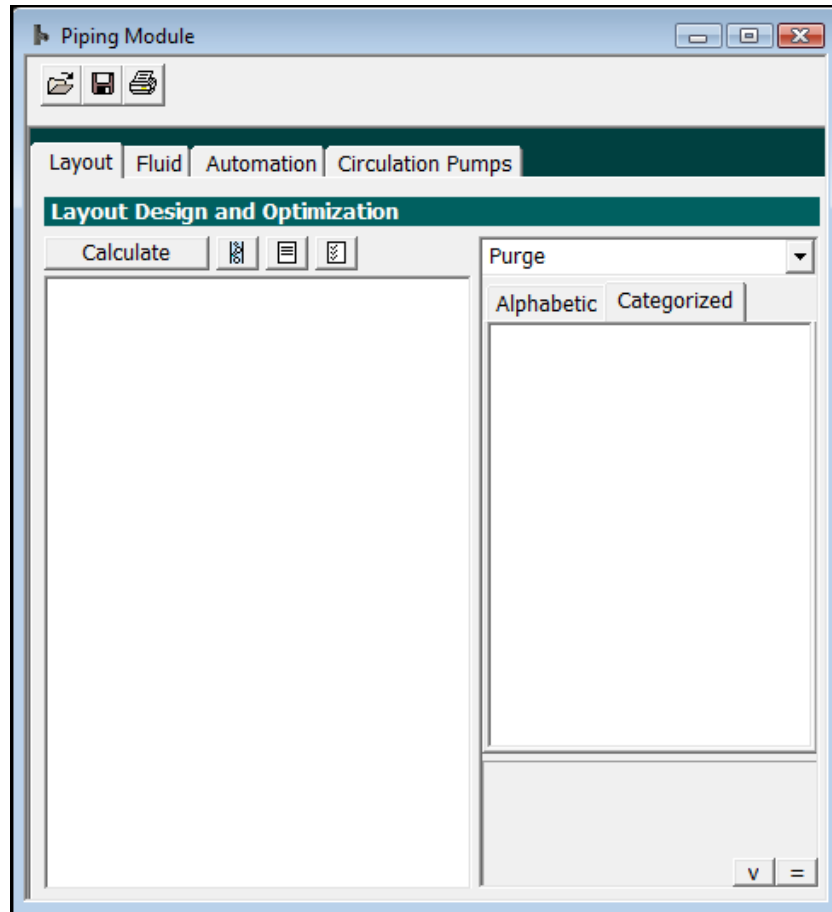 Piping Module
Layout Fluid Automation Circulation Pumps
Layout Design and Optimization
Calculate
Purge
Alphabetic Categorized
v =